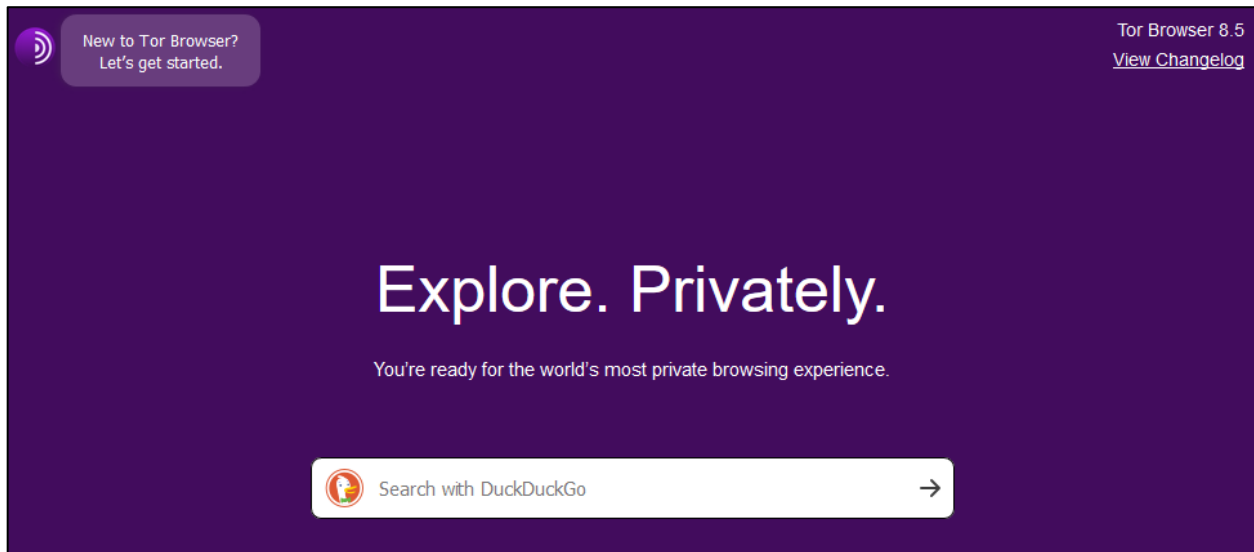 New to Tor Browser?
Let's get started.
Tor Browser 8.5
View Changelog
Explore. Privately.
You're ready for the world's most private browsing experience.
Search with DuckDuckGo